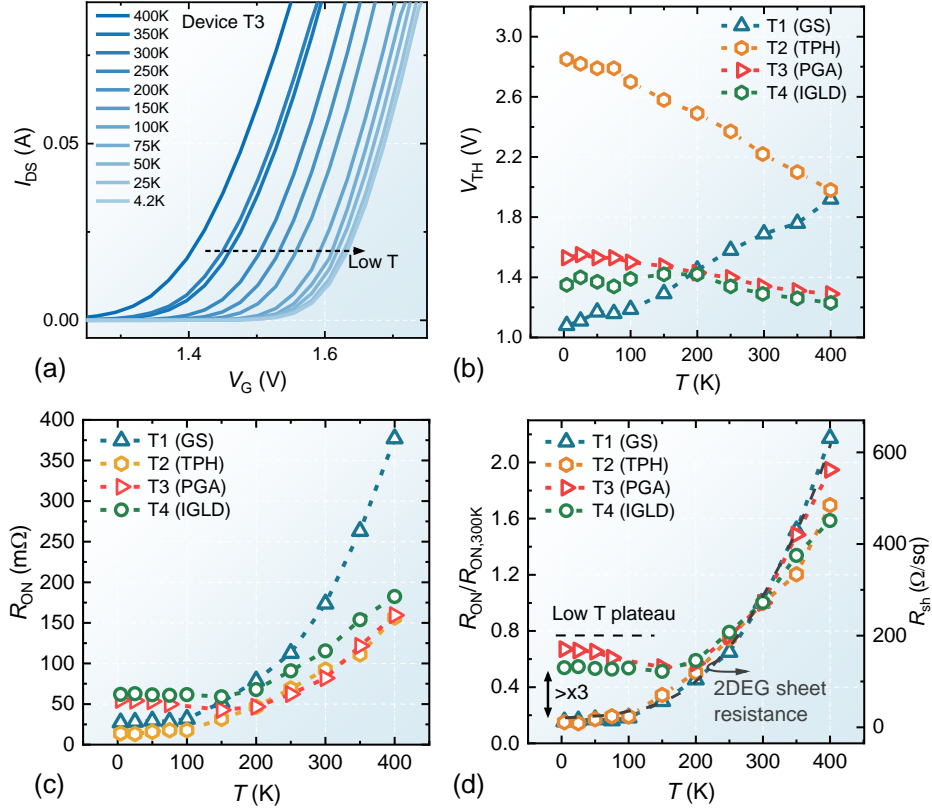 400K
350K
300K
250K
200K
150K
100K
75K
50K
25K
4.2K
Device T3
Low T
0.05
0.00
I_DS (A)
1.4
1.6
V_G (V)
(a)
T1 (GS)
T2 (TPH)
T3 (PGA)
T4 (IGLD)
3.0
2.6
2.2
1.8
1.4
1.0
V_TH (V)
0
100
200
300
400
T (K)
(b)
T1 (GS)
T2 (TPH)
T3 (PGA)
T4 (IGLD)
400
350
300
250
200
150
100
50
0
R_ON (mΩ)
0
100
200
300
400
T (K)
(c)
T1 (GS)
T2 (TPH)
T3 (PGA)
T4 (IGLD)
Low T plateau
>x3
2DEG sheet
resistance
2.0
1.6
1.2
0.8
0.4
0.0
R_ON/R_ON,300K
600
400
200
0
R_sh (Ω/sq)
0
100
200
300
400
T (K)
(d)